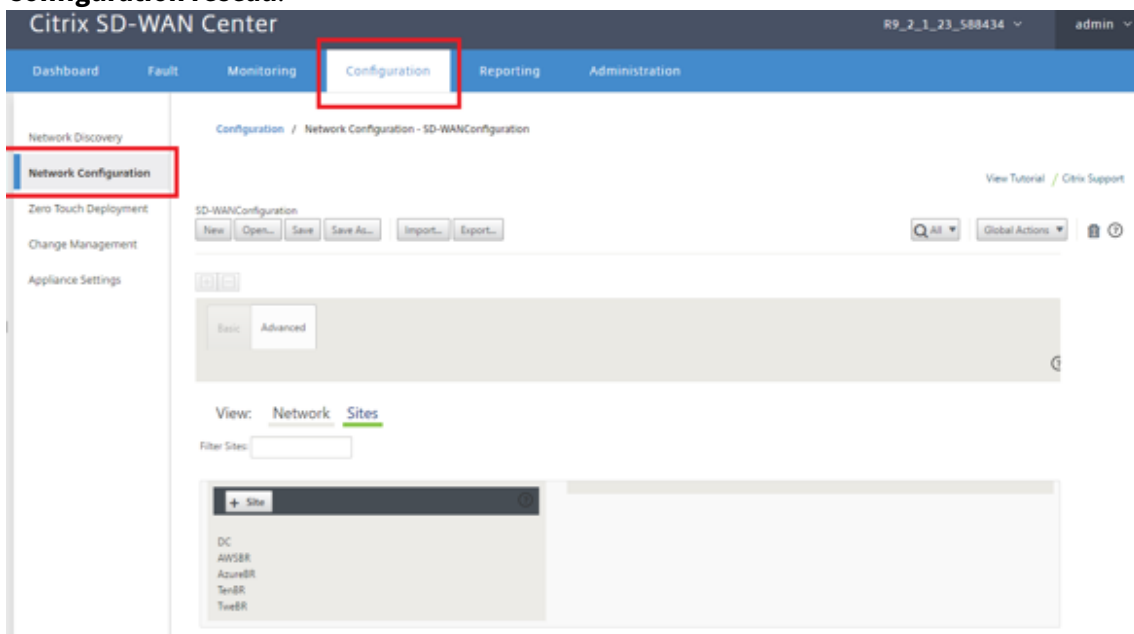 Configuration réseau.
Citrix SD-WAN Center
R9_2_1_23_588434
admin
Dashboard
Fault
Monitoring
Configuration
Reporting
Administration
Network Discovery
Network Configuration
Zero Touch Deployment
Change Management
Appliance Settings
Configuration / Network Configuration - SD-WANConfiguration
View Tutorial / Citrix Support
SD-WANConfiguration
New Open... Save Save As... Import... Export...
All
Global Actions
Basic
Advanced
View: Network Sites
Filter Sites:
+ Site
DC
AWSBR
AzureBR
TenBR
TweBR